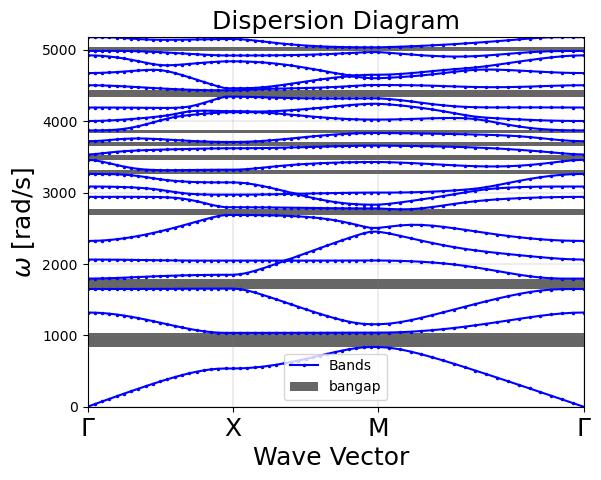 Dispersion Diagram
5000
4000
3000
2000
1000
0
ω [rad/s]
Bands
bangap
Γ X M Γ
Wave Vector